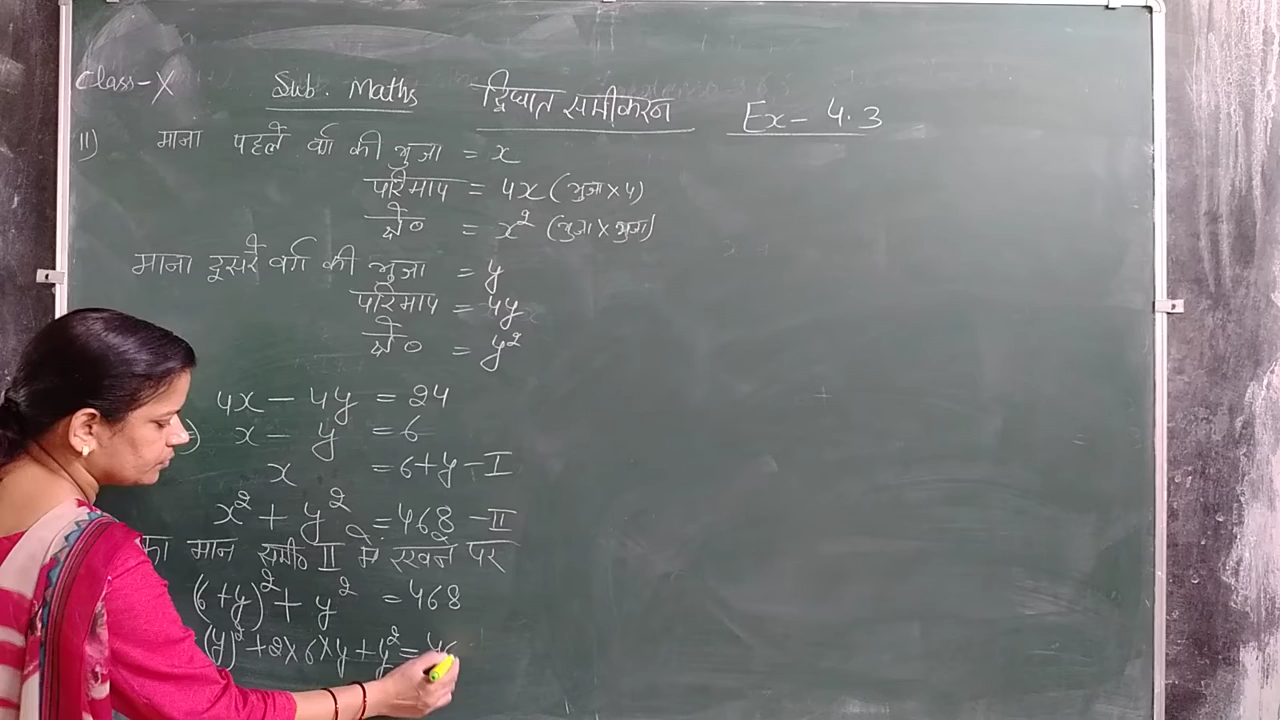 Class-X Sub. Maths द्विघात समीकरन Ex- 4.3
11) माना पहले वर्ग की भुजा = x
परिमाप = 4x (भुजा × 4)
क्षे० = x² (भुजा × भुजा)
माना दूसरे वर्ग की भुजा = y
परिमाप = 4y
क्षे० = y²
4x - 4y = 24
x - y = 6
x = 6+y - I
x² + y² = 468 - II
का मान समी० II में रखने पर
(6+y)² + y² = 468
(y)² + 2×6×y + y² = 46